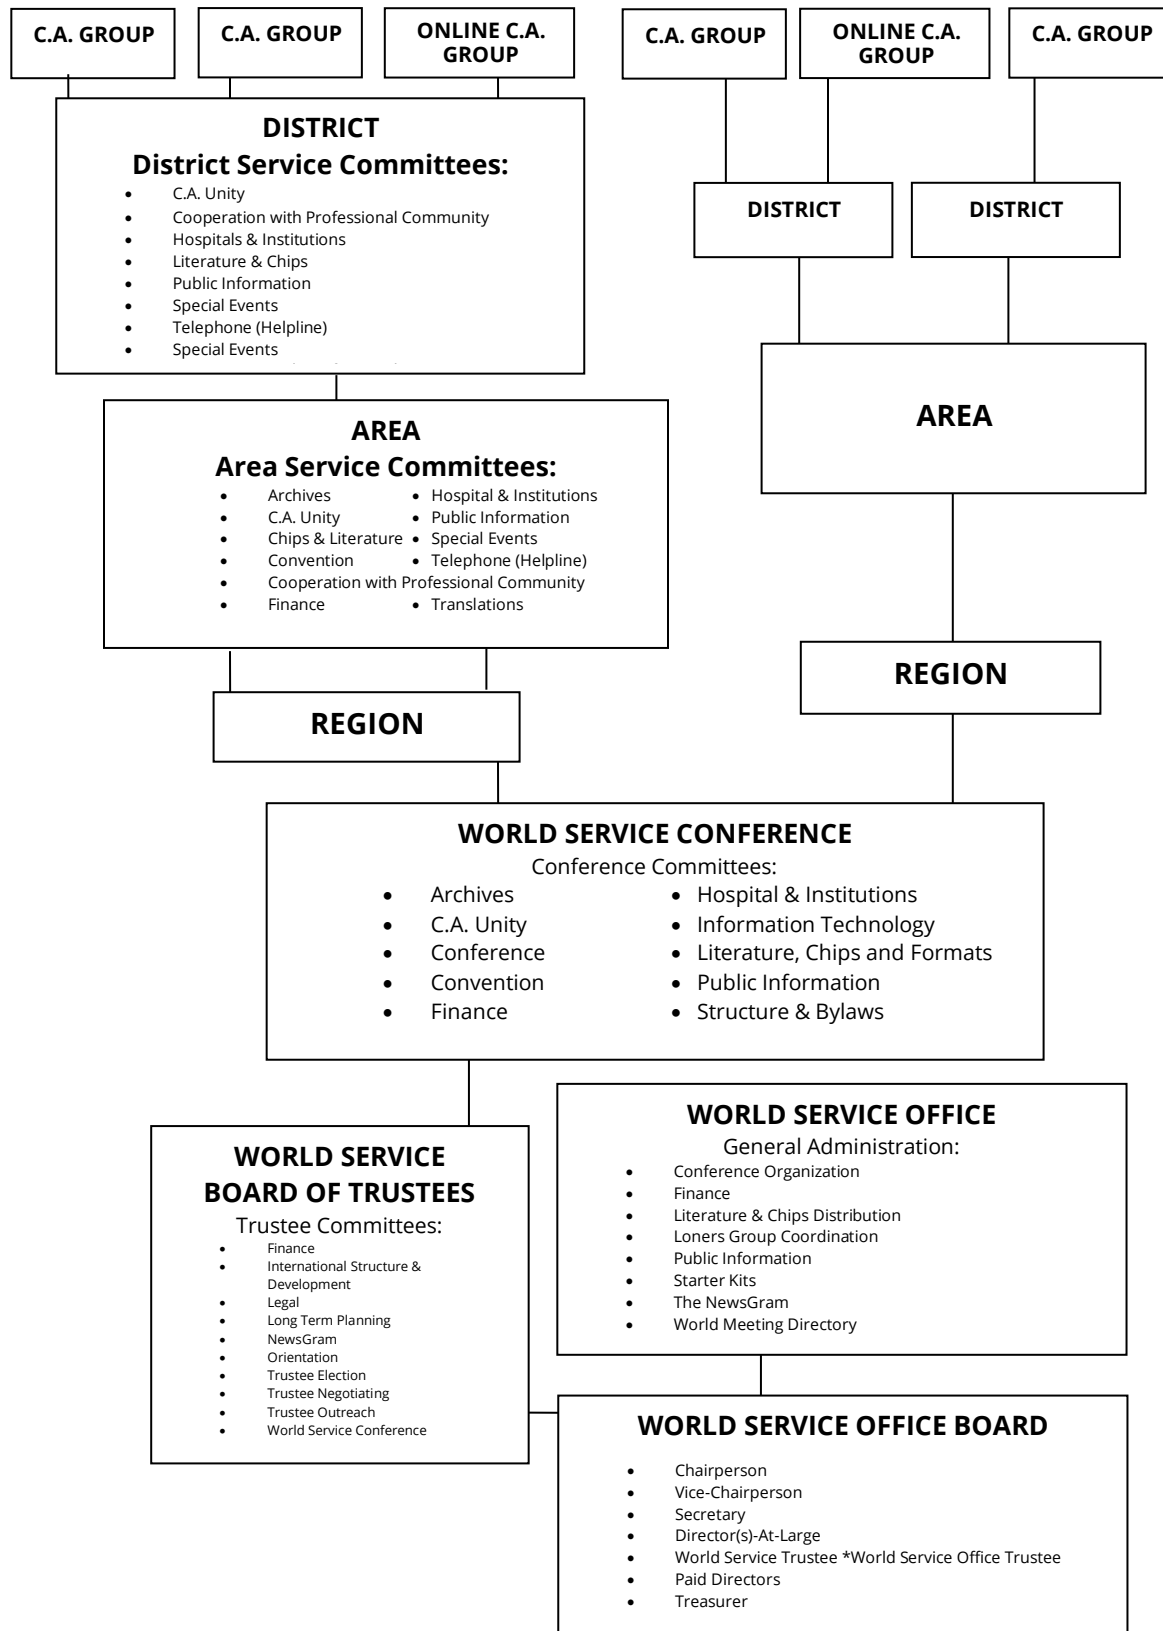 C.A. GROUP
C.A. GROUP
ONLINE C.A.
GROUP
C.A. GROUP
ONLINE C.A.
GROUP
C.A. GROUP
DISTRICT
District Service Committees:
• C.A. Unity
• Cooperation with Professional Community
• Hospitals & Institutions
• Literature & Chips
• Public Information
• Special Events
• Telephone (Helpline)
• Special Events
DISTRICT
DISTRICT
AREA
AREA
Area Service Committees:
• Archives • Hospital & Institutions
• C.A. Unity • Public Information
• Chips & Literature • Special Events
• Convention • Telephone (Helpline)
• Cooperation with Professional Community
• Finance • Translations
REGION
REGION
WORLD SERVICE CONFERENCE
Conference Committees:
• Archives • Hospital & Institutions
• C.A. Unity • Information Technology
• Conference • Literature, Chips and Formats
• Convention • Public Information
• Finance • Structure & Bylaws
WORLD SERVICE
BOARD OF TRUSTEES
Trustee Committees:
• Finance
• International Structure &
Development
• Legal
• Long Term Planning
• NewsGram
• Orientation
• Trustee Election
• Trustee Negotiating
• Trustee Outreach
• World Service Conference
WORLD SERVICE OFFICE
General Administration:
• Conference Organization
• Finance
• Literature & Chips Distribution
• Loners Group Coordination
• Public Information
• Starter Kits
• The NewsGram
• World Meeting Directory
WORLD SERVICE OFFICE BOARD
• Chairperson
• Vice-Chairperson
• Secretary
• Director(s)-At-Large
• World Service Trustee *World Service Office Trustee
• Paid Directors
• Treasurer